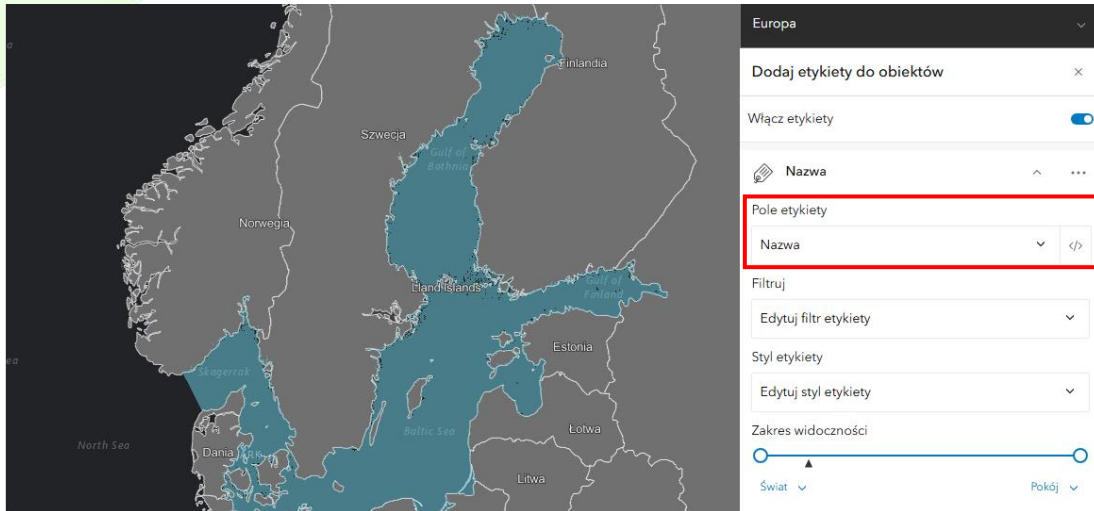 Europa
Dodaj etykiety do obiektów
Włącz etykiety
Nazwa
Pole etykiety
Nazwa
</>
Filtruj
Edytuj filtr etykiety
Styl etykiety
Edytuj styl etykiety
Zakres widoczności
Świat
Pokój
Finlandia
Szwecja
Gulf of
Bothnia
Norwegia
Lland Islands
Gulf of
Finland
Estonia
Skagerrak
Baltic Sea
Łotwa
North Sea
Dania
Litwa